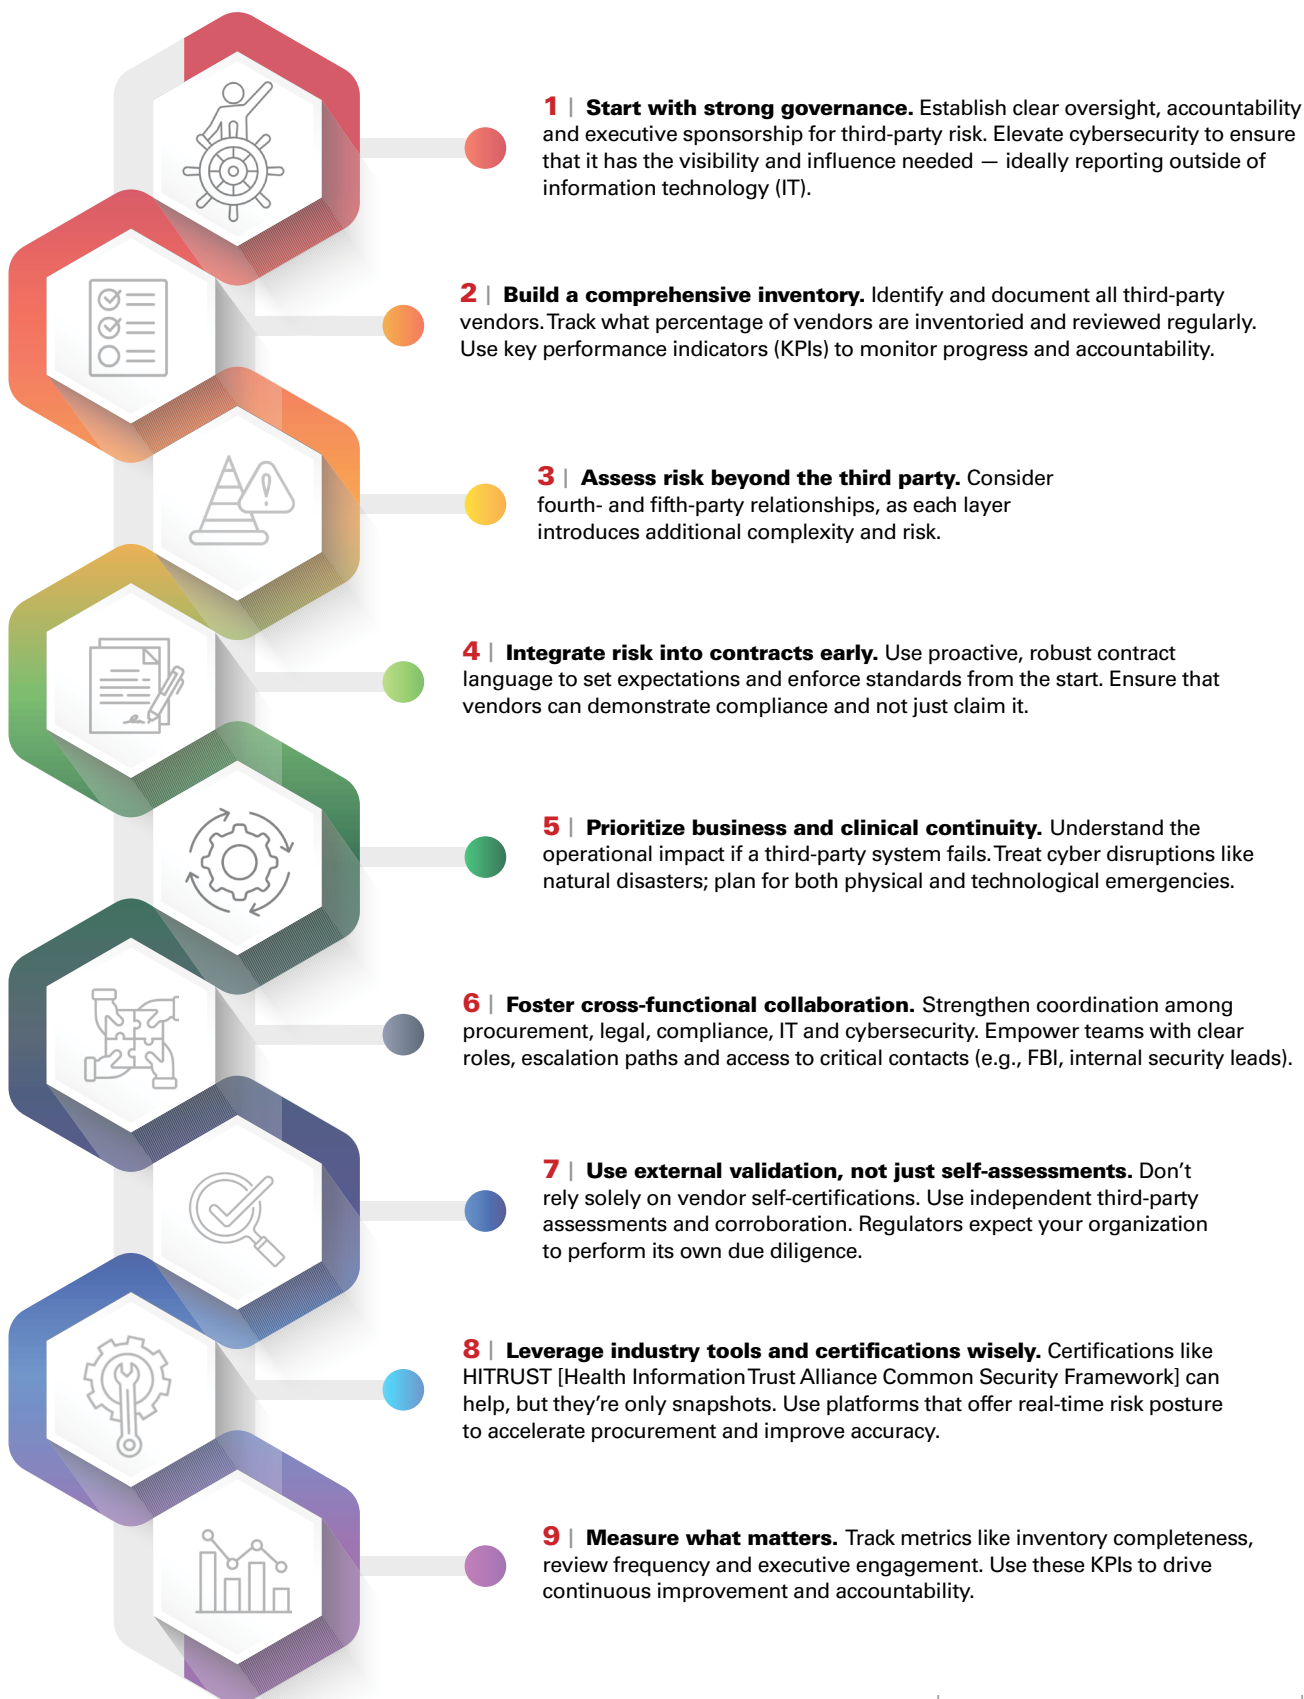 1 | Start with strong governance. Establish clear oversight, accountability
and executive sponsorship for third-party risk. Elevate cybersecurity to ensure
that it has the visibility and influence needed — ideally reporting outside of
information technology (IT).
2 | Build a comprehensive inventory. Identify and document all third-party
vendors. Track what percentage of vendors are inventoried and reviewed regularly.
Use key performance indicators (KPIs) to monitor progress and accountability.
3 | Assess risk beyond the third party. Consider
fourth- and fifth-party relationships, as each layer
introduces additional complexity and risk.
4 | Integrate risk into contracts early. Use proactive, robust contract
language to set expectations and enforce standards from the start. Ensure that
vendors can demonstrate compliance and not just claim it.
5 | Prioritize business and clinical continuity. Understand the
operational impact if a third-party system fails. Treat cyber disruptions like
natural disasters; plan for both physical and technological emergencies.
6 | Foster cross-functional collaboration. Strengthen coordination among
procurement, legal, compliance, IT and cybersecurity. Empower teams with clear
roles, escalation paths and access to critical contacts (e.g., FBI, internal security leads).
7 | Use external validation, not just self-assessments. Don’t
rely solely on vendor self-certifications. Use independent third-party
assessments and corroboration. Regulators expect your organization
to perform its own due diligence.
8 | Leverage industry tools and certifications wisely. Certifications like
HITRUST [Health Information Trust Alliance Common Security Framework] can
help, but they’re only snapshots. Use platforms that offer real-time risk posture
to accelerate procurement and improve accuracy.
9 | Measure what matters. Track metrics like inventory completeness,
review frequency and executive engagement. Use these KPIs to drive
continuous improvement and accountability.